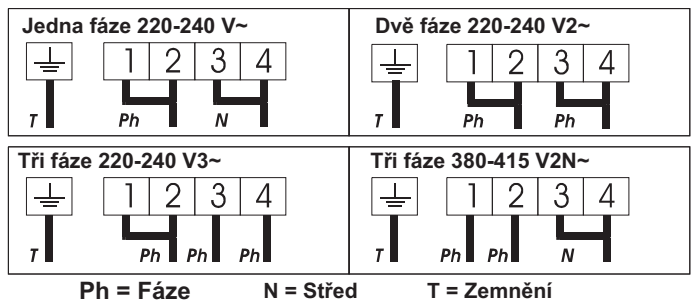 Jedna fáze 220-240 V~
1 2 3 4
T Ph N
Dvě fáze 220-240 V2~
1 2 3 4
T Ph Ph
Tři fáze 220-240 V3~
1 2 3 4
T Ph Ph Ph
Tři fáze 380-415 V2N~
1 2 3 4
T Ph Ph N
Ph = Fáze N = Střed T = Zemnění